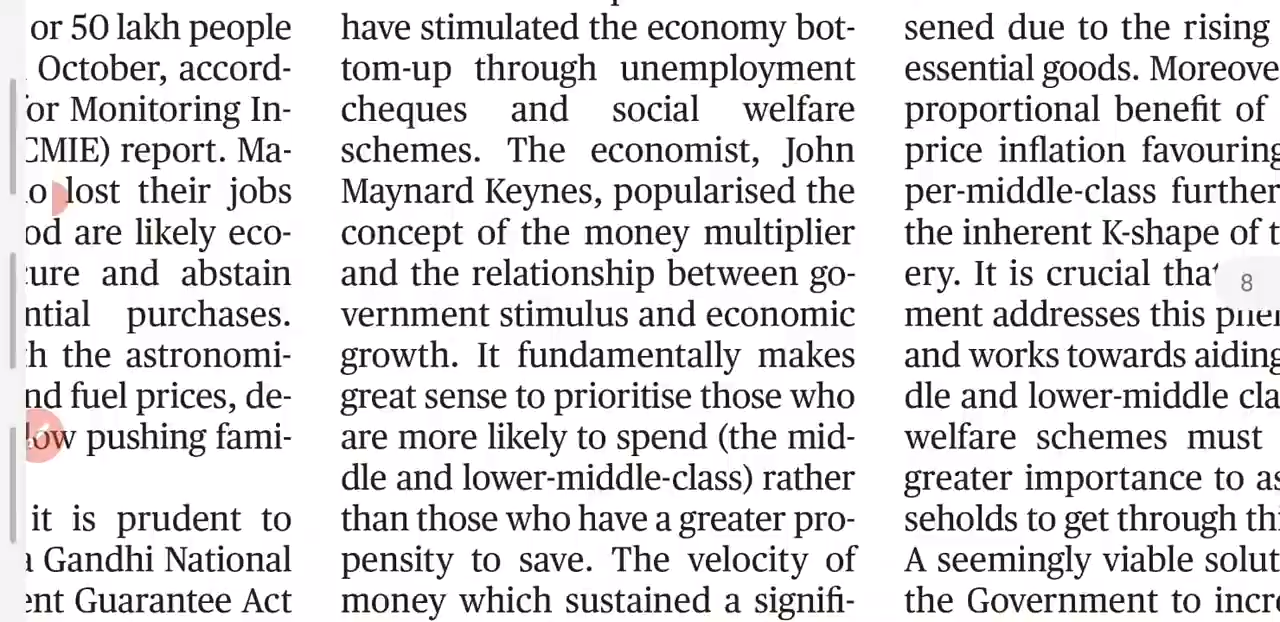 or 50 lakh people
October, accord-
or Monitoring In-
CMIE) report. Ma-
lost their jobs
are likely eco-
and abstain
purchases.
the astronomi-
fuel prices, de-
pushing fami-
it is prudent to
Gandhi National
Guarantee Act
have stimulated the economy bot-
tom-up through unemployment
cheques and social welfare
schemes. The economist, John
Maynard Keynes, popularised the
concept of the money multiplier
and the relationship between go-
vernment stimulus and economic
growth. It fundamentally makes
great sense to prioritise those who
are more likely to spend (the mid-
dle and lower-middle-class) rather
than those who have a greater pro-
pensity to save. The velocity of
money which sustained a signifi-
sened due to the rising
essential goods. Moreove
proportional benefit of
price inflation favouring
per-middle-class further
the inherent K-shape of t
ery. It is crucial that
ment addresses this
and works towards aiding
dle and lower-middle cla
welfare schemes must
greater importance to as
seholds to get through thi
A seemingly viable solut
the Government to incre
8